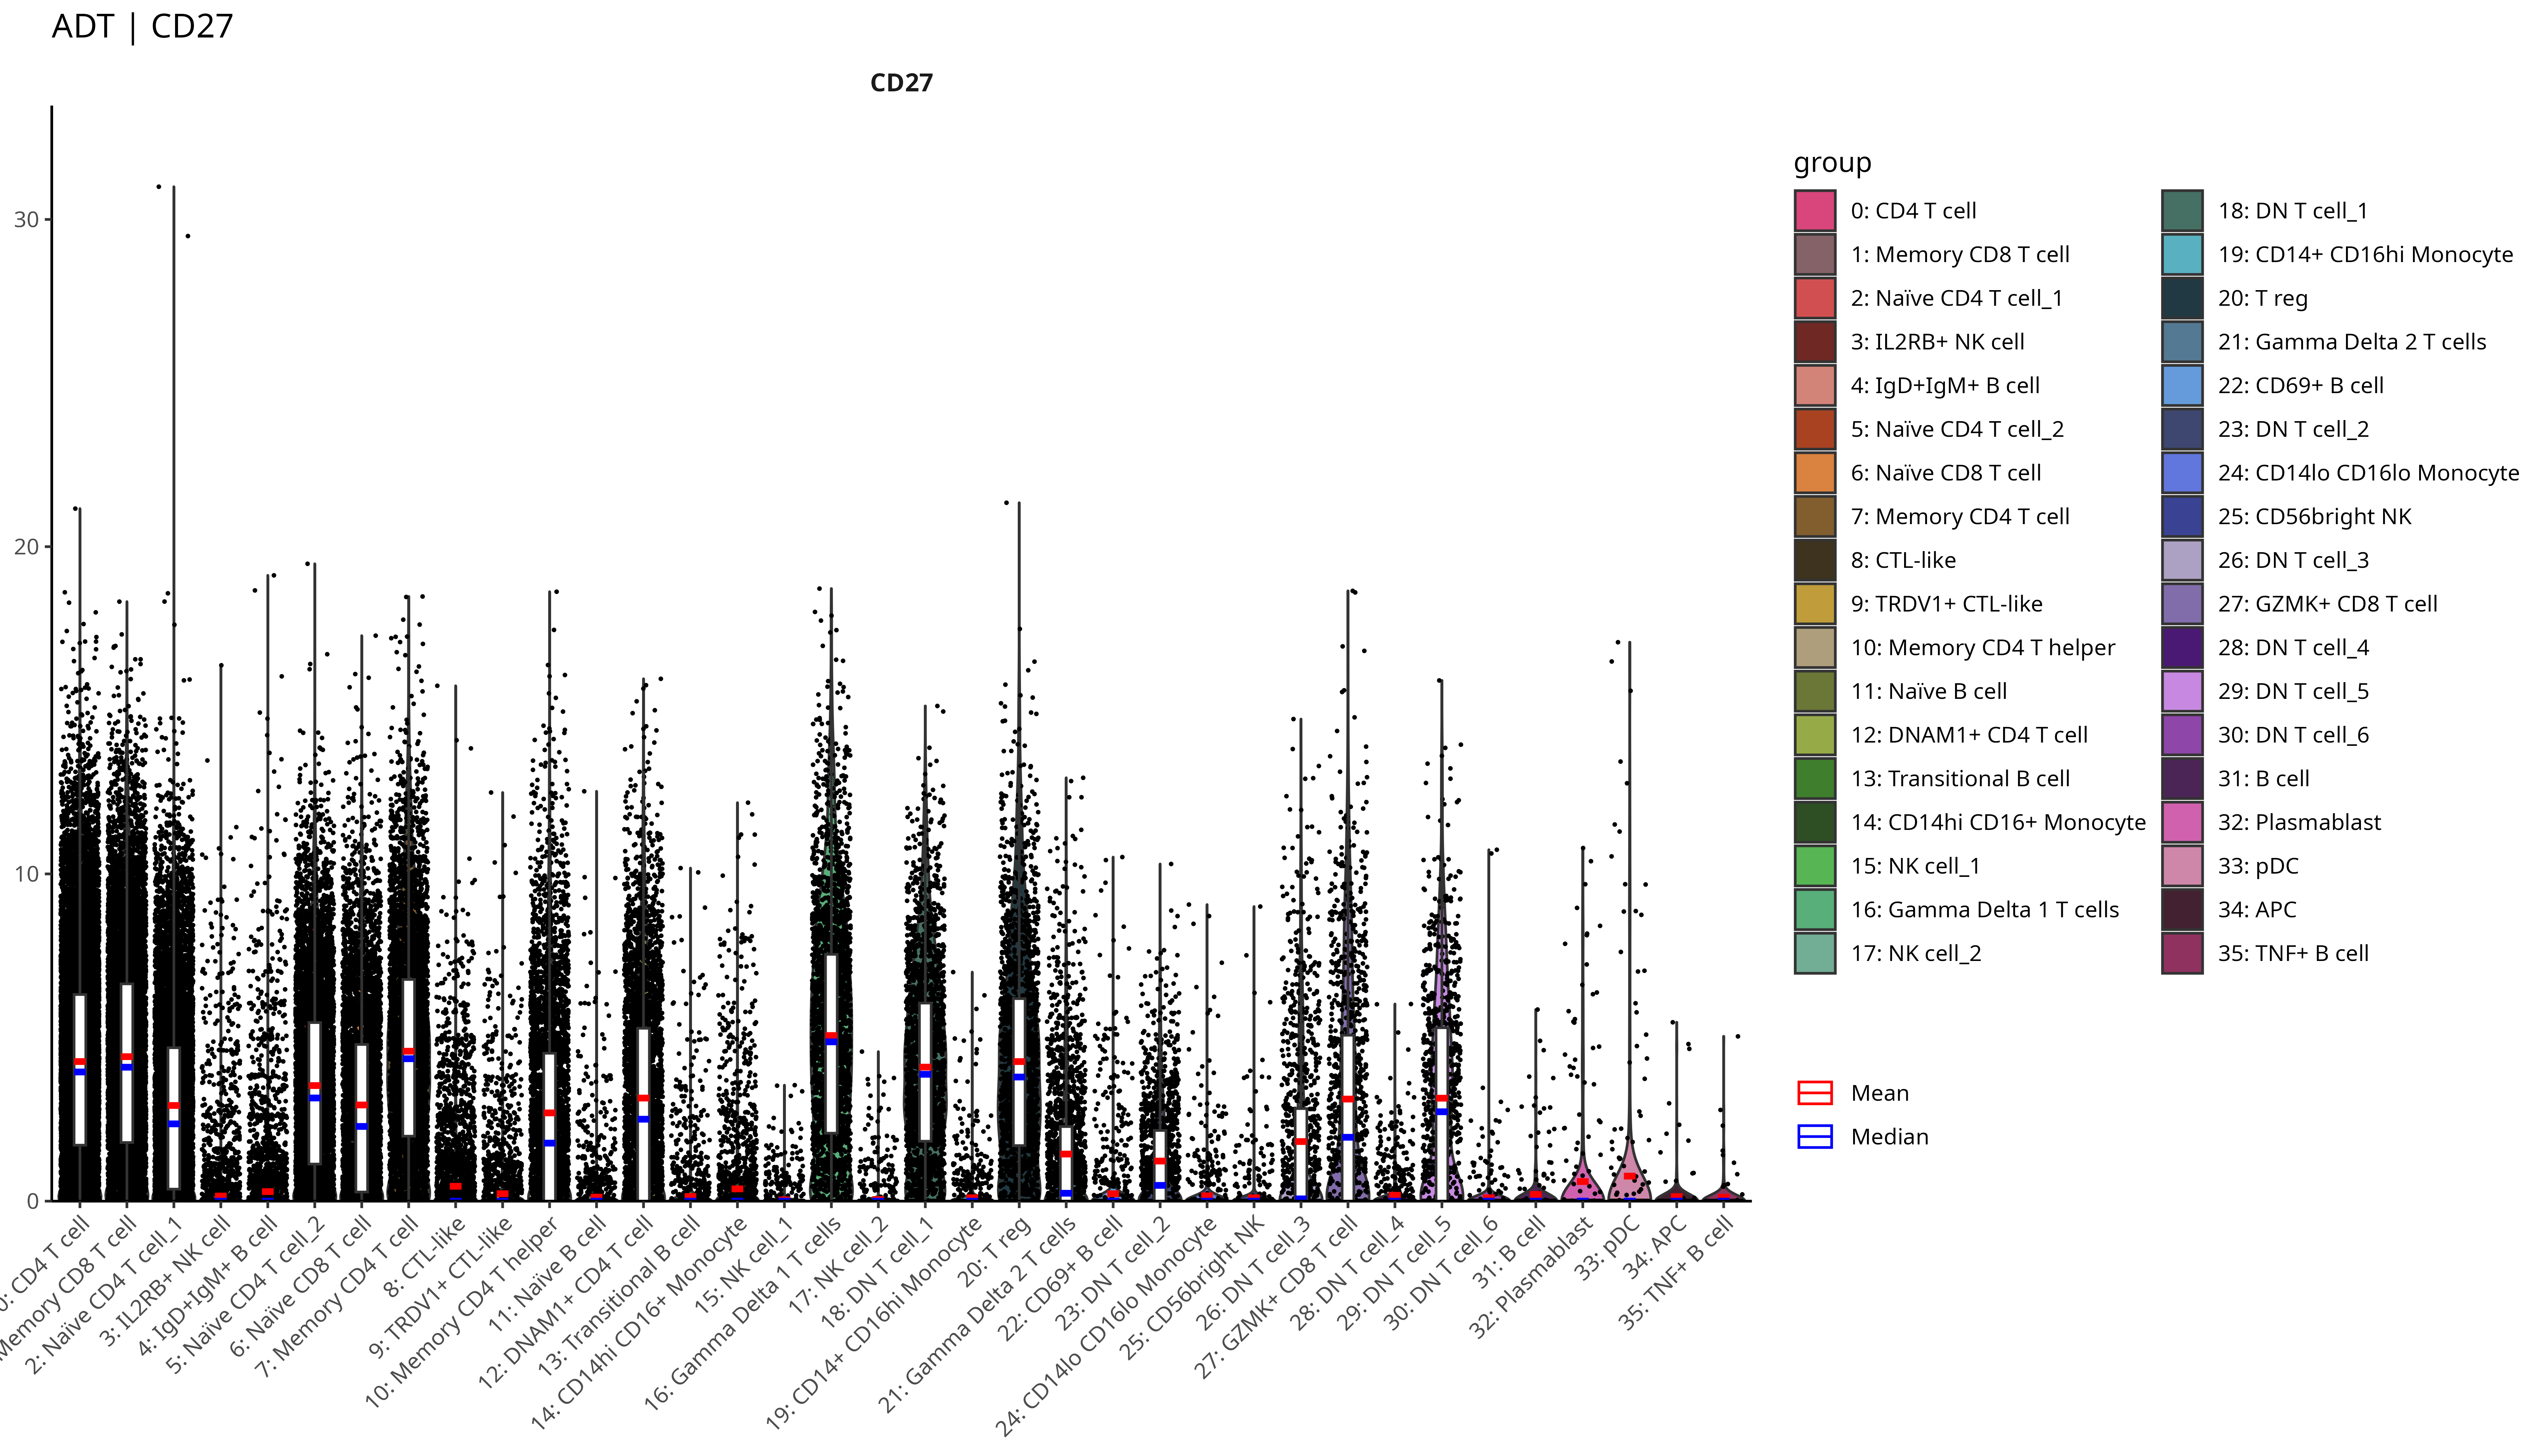 ADT | CD27
CD27
30
20
10
0
0: CD4 T cell
Memory CD8 T cell
2: Naïve CD4 T cell_1
3: IL2RB+ NK cell
4: IgD+IgM+ B cell
5: Naïve CD4 T cell_2
6: Naïve CD8 T cell
7: Memory CD4 T cell
8: CTL-like
9: TRDV1+ CTL-like
10: Memory CD4 T helper
11: Naïve B cell
12: DNAM1+ CD4 T cell
13: Transitional B cell
14: CD14hi CD16+ Monocyte
15: NK cell_1
16: Gamma Delta 1 T cells
17: NK cell_2
18: DN T cell_1
19: CD14+ CD16hi Monocyte
20: T reg
21: Gamma Delta 2 T cells
22: CD69+ B cell
23: DN T cell_2
24: CD14lo CD16lo Monocyte
25: CD56bright NK
26: DN T cell_3
27: GZMK+ CD8 T cell
28: DN T cell_4
29: DN T cell_5
30: DN T cell_6
31: B cell
32: Plasmablast
33: pDC
34: APC
35: TNF+ B cell
group
0: CD4 T cell
1: Memory CD8 T cell
2: Naïve CD4 T cell_1
3: IL2RB+ NK cell
4: IgD+IgM+ B cell
5: Naïve CD4 T cell_2
6: Naïve CD8 T cell
7: Memory CD4 T cell
8: CTL-like
9: TRDV1+ CTL-like
10: Memory CD4 T helper
11: Naïve B cell
12: DNAM1+ CD4 T cell
13: Transitional B cell
14: CD14hi CD16+ Monocyte
15: NK cell_1
16: Gamma Delta 1 T cells
17: NK cell_2
18: DN T cell_1
19: CD14+ CD16hi Monocyte
20: T reg
21: Gamma Delta 2 T cells
22: CD69+ B cell
23: DN T cell_2
24: CD14lo CD16lo Monocyte
25: CD56bright NK
26: DN T cell_3
27: GZMK+ CD8 T cell
28: DN T cell_4
29: DN T cell_5
30: DN T cell_6
31: B cell
32: Plasmablast
33: pDC
34: APC
35: TNF+ B cell
Mean
Median